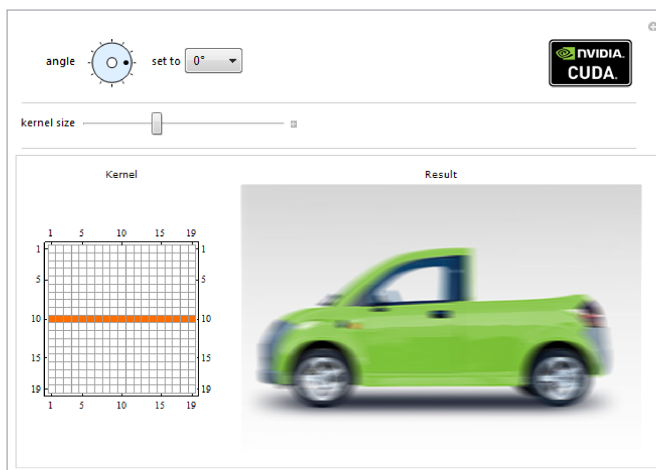 angle
set to
0°
NVIDIA.
CUDA.
kernel size
Kernel
Result
1 5 10 15 19
1 1
5 5
10 10
15 15
19 19
1 5 10 15 19